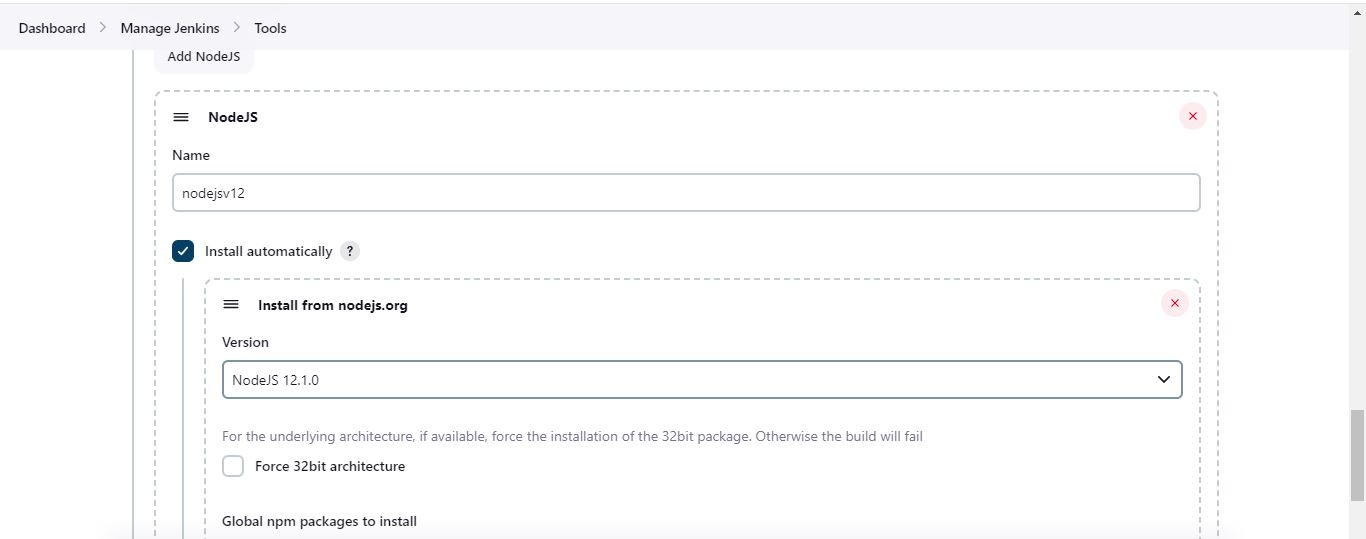 Dashboard > Manage Jenkins > Tools
Add NodeJS
NodeJS
Name
nodejsv12
Install automatically ?
Install from nodejs.org
Version
NodeJS 12.1.0
For the underlying architecture, if available, force the installation of the 32bit package. Otherwise the build will fail
Force 32bit architecture
Global npm packages to install